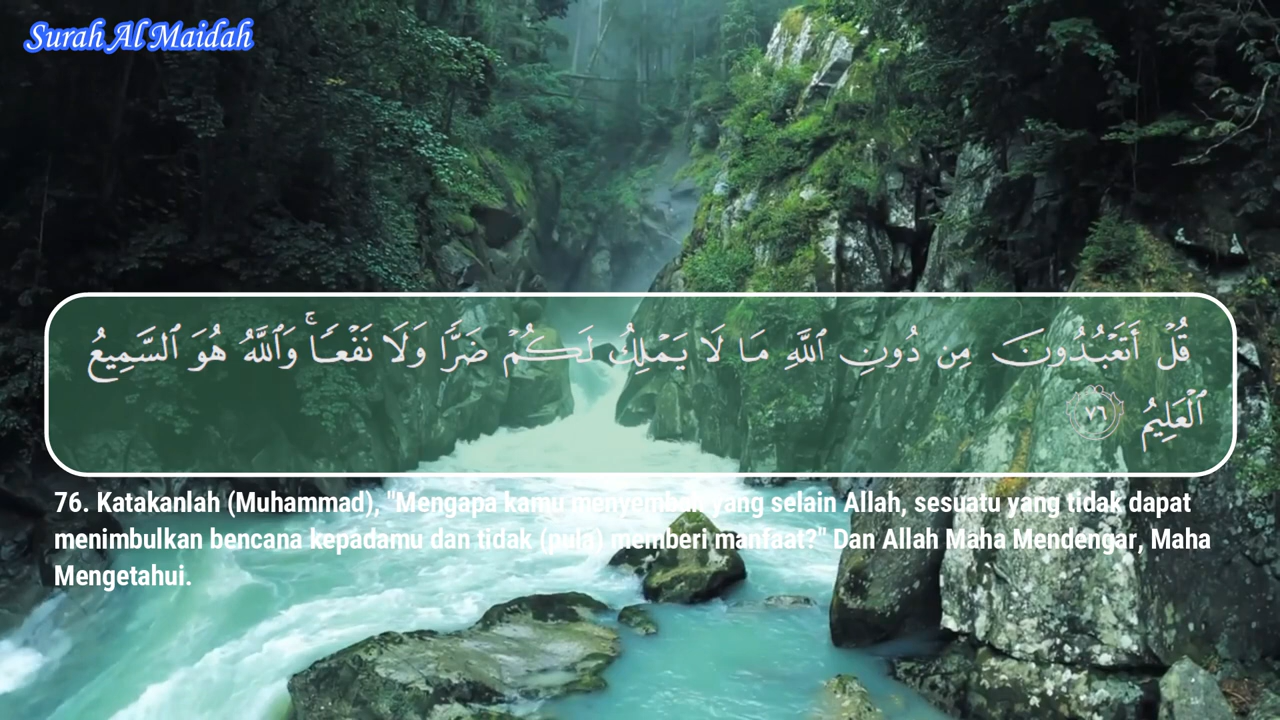 Surah Al Maidah
قُلْ أَتَعْبُدُونَ مِن دُونِ ٱللَّهِ مَا لَا يَمْلِكُ لَكُمْ ضَرًّا وَلَا نَفْعًا ۚ وَٱللَّهُ هُوَ ٱلسَّمِيعُ
ٱلْعَلِيمُ ٧٦
76. Katakanlah (Muhammad), "Mengapa kamu menyembah yang selain Allah, sesuatu yang tidak dapat
menimbulkan bencana kepadamu dan tidak (pula) memberi manfaat?" Dan Allah Maha Mendengar, Maha
Mengetahui.